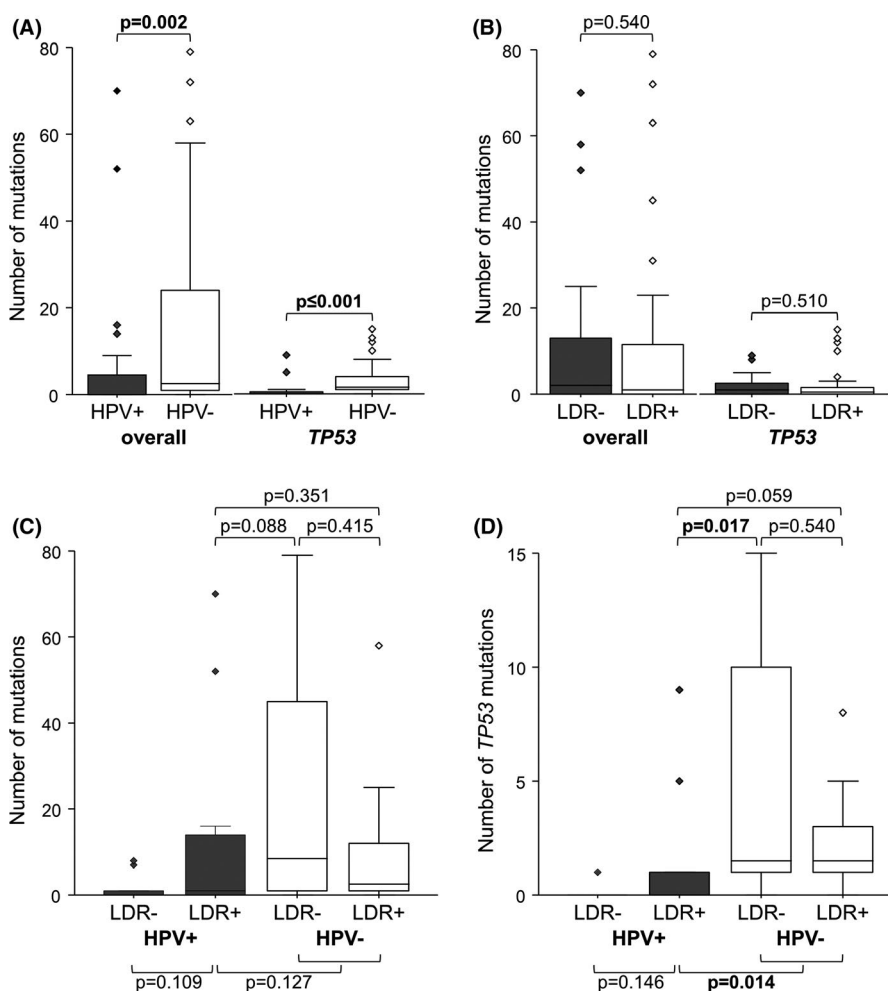 (A)
p=0.002
Number of mutations
80
60
40
20
0
p≤0.001
HPV+ HPV- HPV+ HPV-
overall TP53
(B)
p=0.540
Number of mutations
80
60
40
20
0
p=0.510
LDR- LDR+ LDR- LDR+
overall TP53
(C)
p=0.351
p=0.088 p=0.415
Number of mutations
80
60
40
20
0
LDR- LDR+ LDR- LDR+
HPV+ HPV-
p=0.109 p=0.127
(D)
p=0.059
p=0.017 p=0.540
Number of TP53 mutations
15
10
5
0
LDR- LDR+ LDR- LDR+
HPV+ HPV-
p=0.146 p=0.014